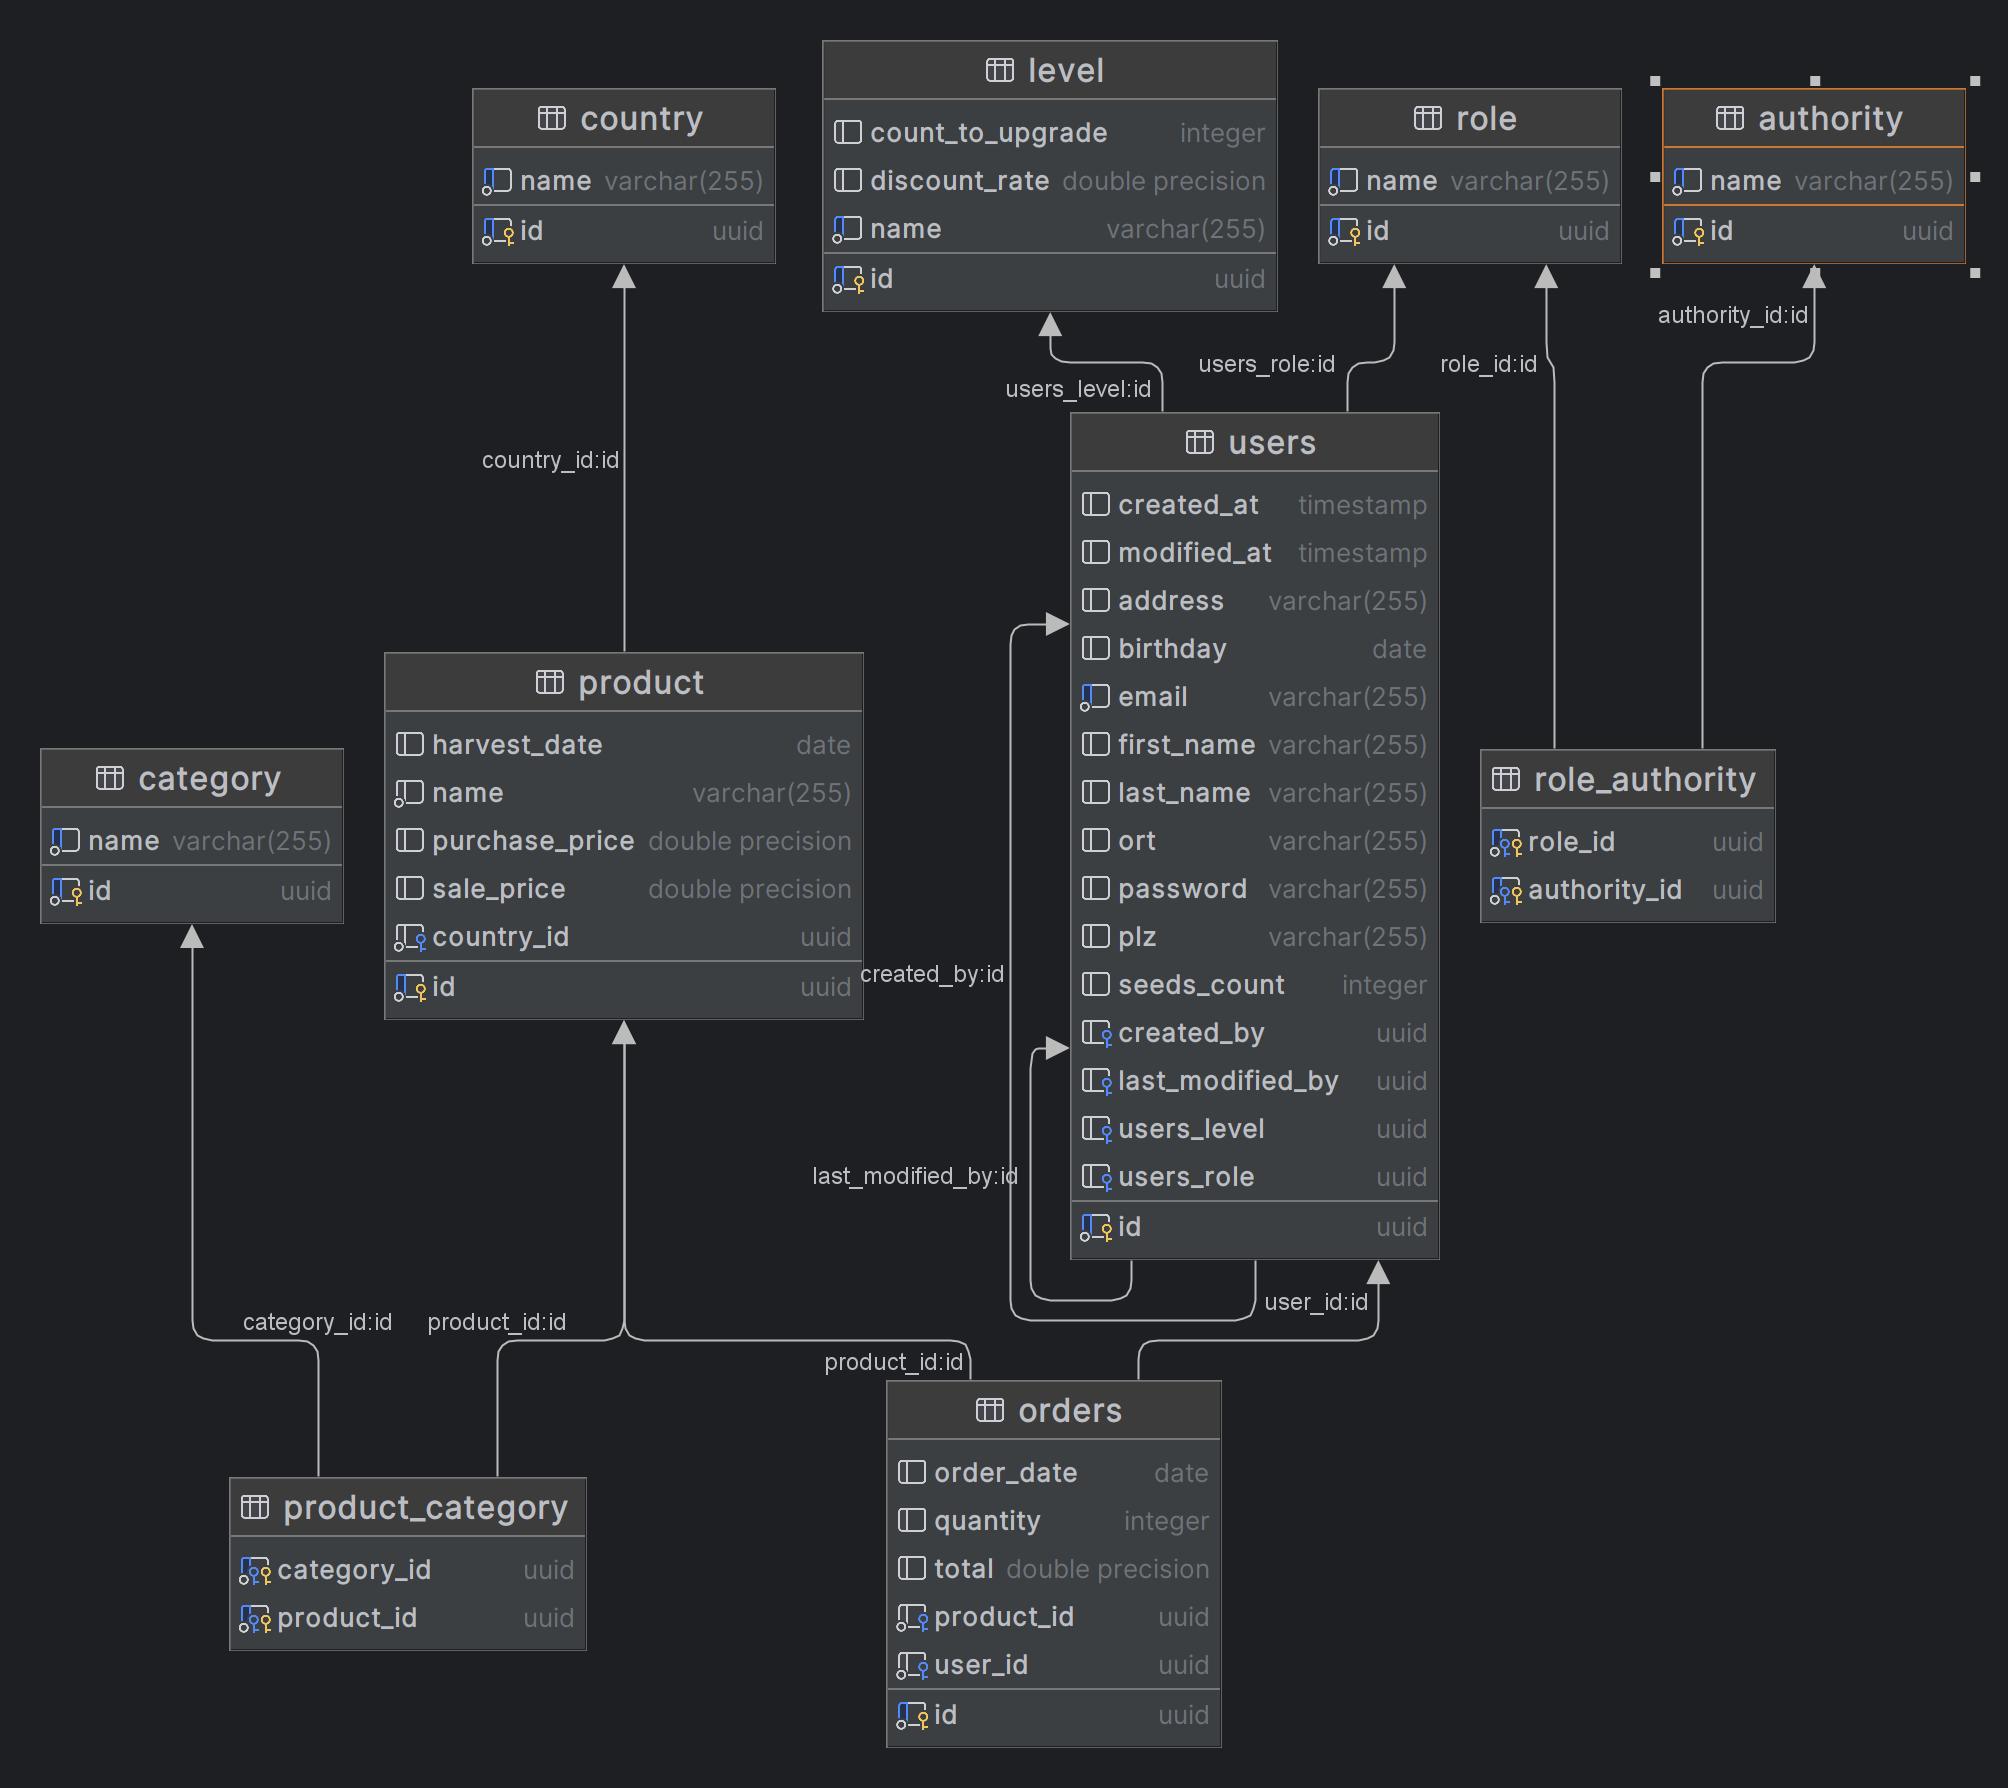 level
count_to_upgrade integer
discount_rate double precision
name varchar(255)
id uuid
country
name varchar(255)
id uuid
role
name varchar(255)
id uuid
authority
name varchar(255)
id uuid
authority_id:id
users_role:id
role_id:id
users_level:id
country_id:id
users
created_at timestamp
modified_at timestamp
address varchar(255)
birthday date
email varchar(255)
first_name varchar(255)
last_name varchar(255)
ort varchar(255)
password varchar(255)
plz varchar(255)
seeds_count integer
created_by uuid
last_modified_by uuid
users_level uuid
users_role uuid
id uuid
product
harvest_date date
name varchar(255)
purchase_price double precision
sale_price double precision
country_id uuid
id uuid
category
name varchar(255)
id uuid
role_authority
role_id uuid
authority_id uuid
created_by:id
last_modified_by:id
user_id:id
category_id:id
product_id:id
product_id:id
orders
order_date date
quantity integer
total double precision
product_id uuid
user_id uuid
id uuid
product_category
category_id uuid
product_id uuid